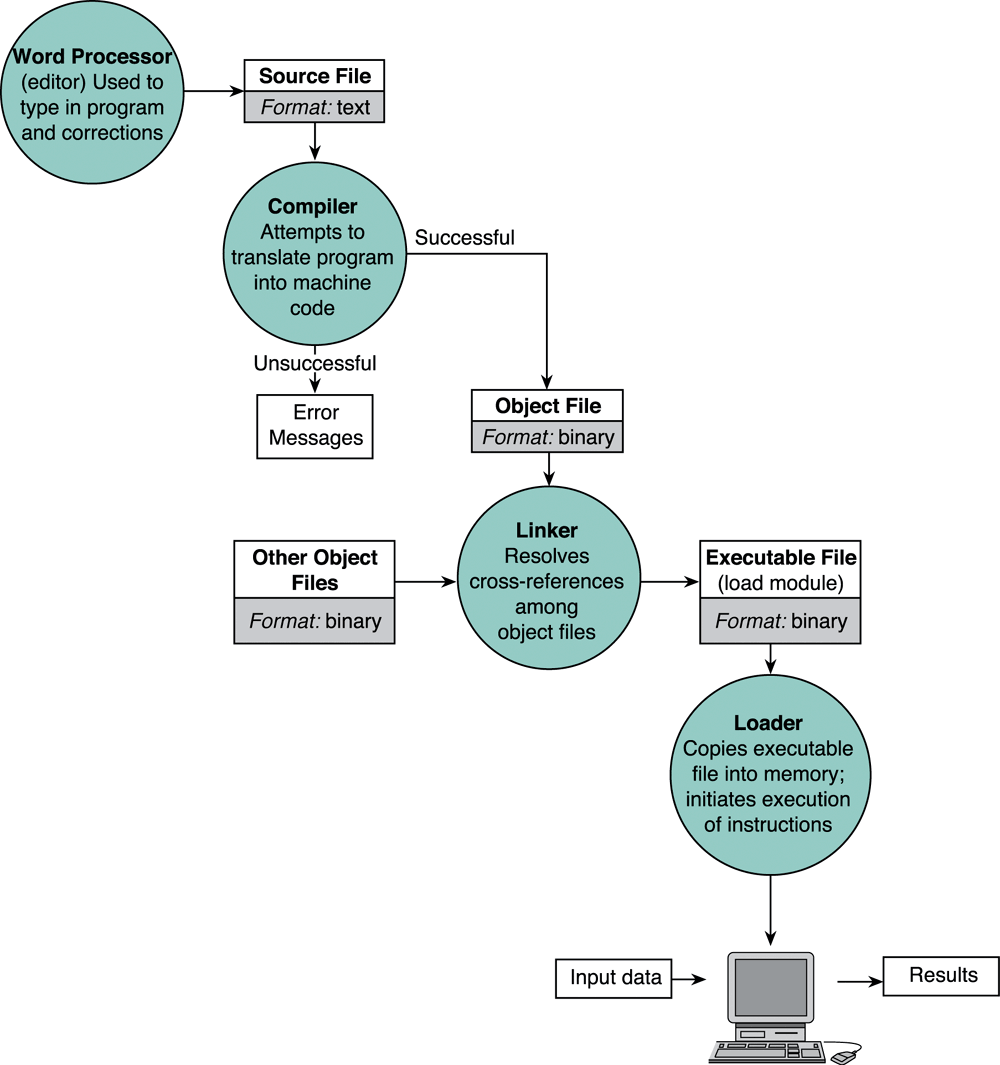 Word Processor
(editor) Used to
type in program
and corrections
Source File
Format: text
Compiler
Attempts to
translate program
into machine
code
Successful
Unsuccessful
Error
Messages
Object File
Format: binary
Linker
Resolves
cross-references
among
object files
Other Object
Files
Format: binary
Executable File
(load module)
Format: binary
Loader
Copies executable
file into memory;
initiates execution
of instructions
Input data
Results